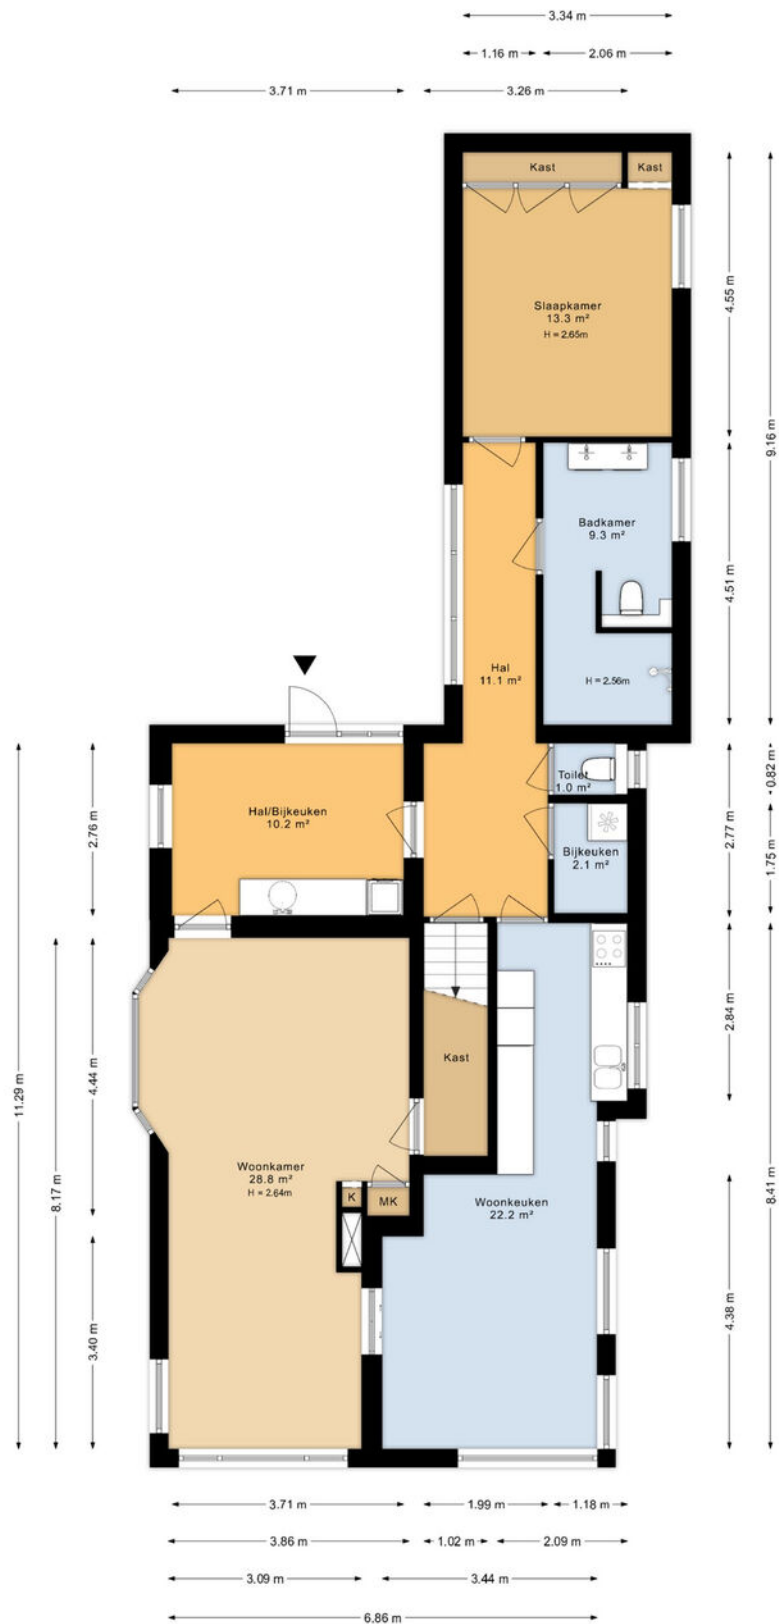 3.34 m
1.16 m
2.06 m
3.71 m
3.26 m
Kast
Kast
Slaapkamer
13.3 m²
H = 2.65m
4.55 m
9.16 m
Badkamer
9.3 m²
4.51 m
Hal
11.1 m²
H = 2.56m
Toilet
1.0 m²
0.82 m
Hal/Bijkeuken
10.2 m²
2.76 m
2.77 m
Bijkeuken
2.1 m²
1.75 m
2.84 m
Kast
11.29 m
4.44 m
8.17 m
Woonkamer
28.8 m²
H = 2.64m
K
MK
Woonkeuken
22.2 m²
8.41 m
3.40 m
4.38 m
3.71 m
1.99 m
1.18 m
3.86 m
1.02 m
2.09 m
3.09 m
3.44 m
6.86 m